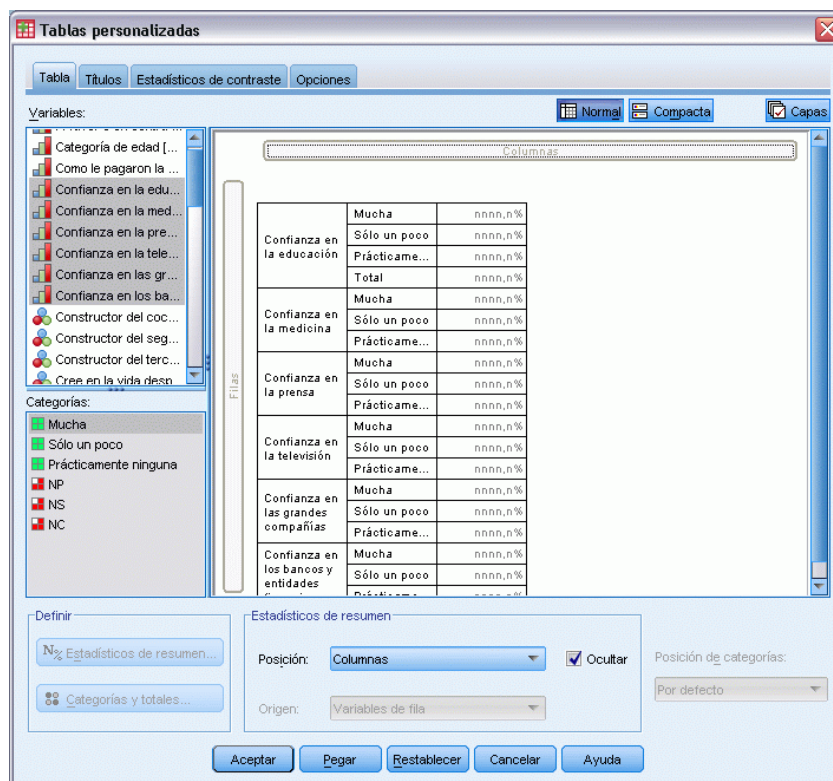 Tablas personalizadas
Tabla Títulos Estadísticos de contraste Opciones
Variables:
Normal Compacta Capas
Categoría de edad [...
Como le pagaron la ...
Confianza en la edu...
Confianza en la med...
Confianza en la pre...
Confianza en la tele...
Confianza en las gr...
Confianza en los ba...
Constructor del coc...
Constructor del seg...
Constructor del terc...
Cree en la vida desp
Categorías:
Mucha
Sólo un poco
Prácticamente ninguna
NP
NS
NC
Columnas
Filas
Confianza en la educación
Mucha nnnn,n%
Sólo un poco nnnn,n%
Prácticame... nnnn,n%
Total nnnn,n%
Confianza en la medicina
Mucha nnnn,n%
Sólo un poco nnnn,n%
Prácticame... nnnn,n%
Confianza en la prensa
Mucha nnnn,n%
Sólo un poco nnnn,n%
Prácticame... nnnn,n%
Confianza en la televisión
Mucha nnnn,n%
Sólo un poco nnnn,n%
Prácticame... nnnn,n%
Confianza en las grandes compañías
Mucha nnnn,n%
Sólo un poco nnnn,n%
Prácticame... nnnn,n%
Confianza en los bancos y entidades
Mucha nnnn,n%
Sólo un poco nnnn,n%
Definir
N% Estadísticos de resumen...
Categorías y totales...
Estadísticos de resumen
Posición: Columnas Ocultar
Origen: Variables de fila
Posición de categorías:
Por defecto
Aceptar Pegar Restablecer Cancelar Ayuda